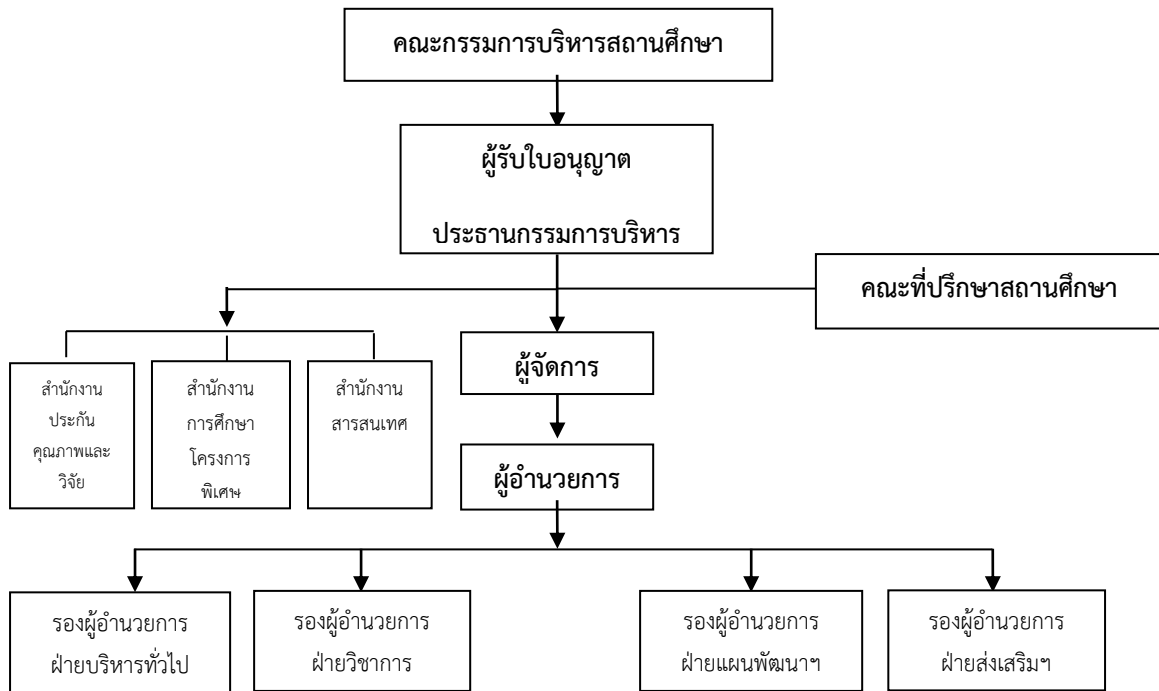 คณะกรรมการบริหารสถานศึกษา
ผู้รับใบอนุญาต
ประธานกรรมการบริหาร
คณะที่ปรึกษาสถานศึกษา
ผู้จัดการ
สำนักงาน
ประกัน
คุณภาพและ
วิจัย
สำนักงาน
การศึกษา
โครงการ
พิเศษ
สำนักงาน
สารสนเทศ
ผู้อำนวยการ
รองผู้อำนวยการ
ฝ่ายบริหารทั่วไป
รองผู้อำนวยการ
ฝ่ายวิชาการ
รองผู้อำนวยการ
ฝ่ายแผนพัฒนาฯ
รองผู้อำนวยการ
ฝ่ายส่งเสริมฯ